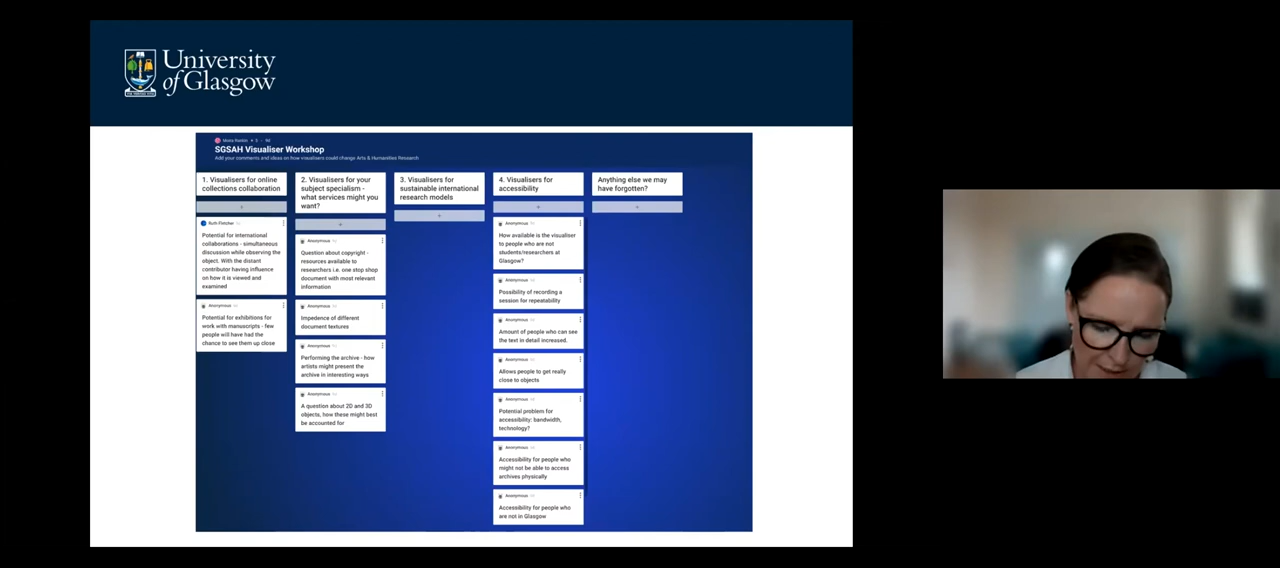 University
of Glasgow
SGSAH Visualiser Workshop
Add your comments and ideas on how visualisers could change Arts & Humanities Research
1. Visualisers for online
collections collaboration
+
Ruth Fletcher
Potential for international
collaborations - simultaneous
discussion while observing the
object. With the distant
contributor having influence
on how it is viewed and
examined
Anonymous
Potential for exhibitions for
work with manuscripts - few
people will have had the
chance to see them up close
2. Visualisers for your
subject specialism -
what services might you
want?
+
Anonymous
Question about copyright -
resources available to
researchers i.e. one stop shop
document with most relevant
information
Anonymous
Impedence of different
document textures
Anonymous
Performing the archive - how
artists might present the
archive in interesting ways
Anonymous
A question about 2D and 3D
objects, how these might best
be accounted for
3. Visualisers for
sustainable international
research models
+
4. Visualisers for
accessibility
+
Anonymous
How available is the visualiser
to people who are not
students/researchers at
Glasgow?
Anonymous
Possibility of recording a
session for repeatability
Anonymous
Amount of people who can see
the text in detail increased.
Anonymous
Allows people to get really
close to objects
Anonymous
Potential problem for
accessibility: bandwidth,
technology?
Anonymous
Accessibility for people who
might not be able to access
archives physically
Anonymous
Accessibility for people who
are not in Glasgow
Anything else we may
have forgotten?
+